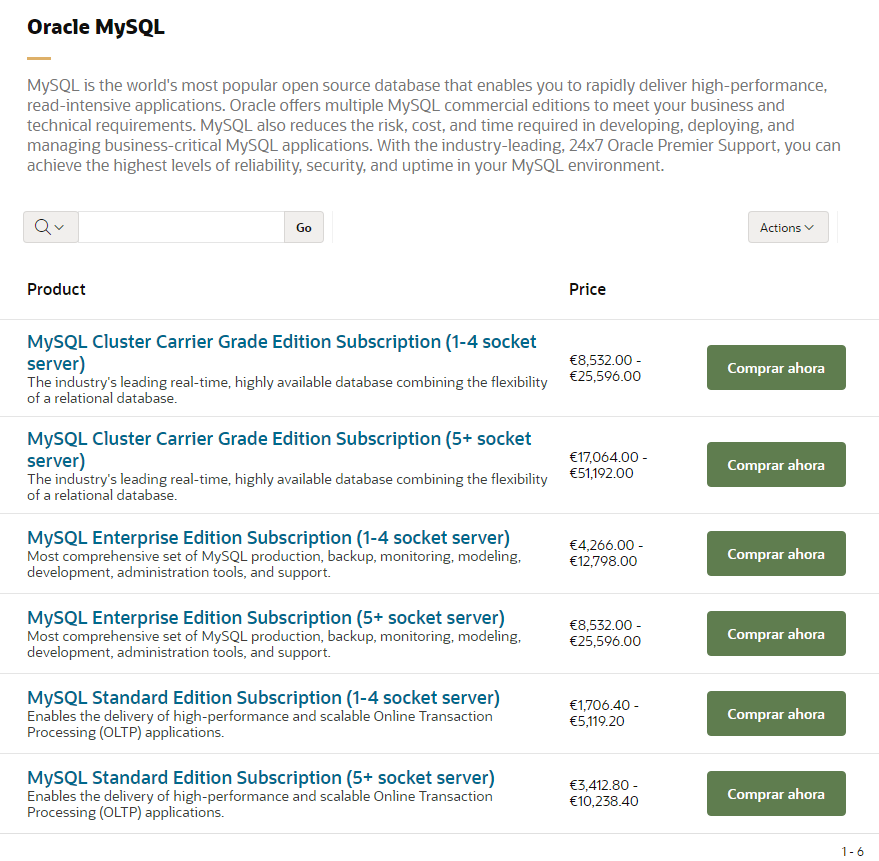 Oracle MySQL
MySQL is the world's most popular open source database that enables you to rapidly deliver high-performance,
read-intensive applications. Oracle offers multiple MySQL commercial editions to meet your business and
technical requirements. MySQL also reduces the risk, cost, and time required in developing, deploying, and
managing business-critical MySQL applications. With the industry-leading, 24x7 Oracle Premier Support, you can
achieve the highest levels of reliability, security, and uptime in your MySQL environment.
Go
Actions
Product
Price
MySQL Cluster Carrier Grade Edition Subscription (1-4 socket
server)
The industry's leading real-time, highly available database combining the flexibility
of a relational database.
€8,532.00 -
€25,596.00
Comprar ahora
MySQL Cluster Carrier Grade Edition Subscription (5+ socket
server)
The industry's leading real-time, highly available database combining the flexibility
of a relational database.
€17,064.00 -
€51,192.00
Comprar ahora
MySQL Enterprise Edition Subscription (1-4 socket server)
Most comprehensive set of MySQL production, backup, monitoring, modeling,
development, administration tools, and support.
€4,266.00 -
€12,798.00
Comprar ahora
MySQL Enterprise Edition Subscription (5+ socket server)
Most comprehensive set of MySQL production, backup, monitoring, modeling,
development, administration tools, and support.
€8,532.00 -
€25,596.00
Comprar ahora
MySQL Standard Edition Subscription (1-4 socket server)
Enables the delivery of high-performance and scalable Online Transaction
Processing (OLTP) applications.
€1,706.40 -
€5,119.20
Comprar ahora
MySQL Standard Edition Subscription (5+ socket server)
Enables the delivery of high-performance and scalable Online Transaction
Processing (OLTP) applications.
€3,412.80 -
€10,238.40
Comprar ahora
1 - 6